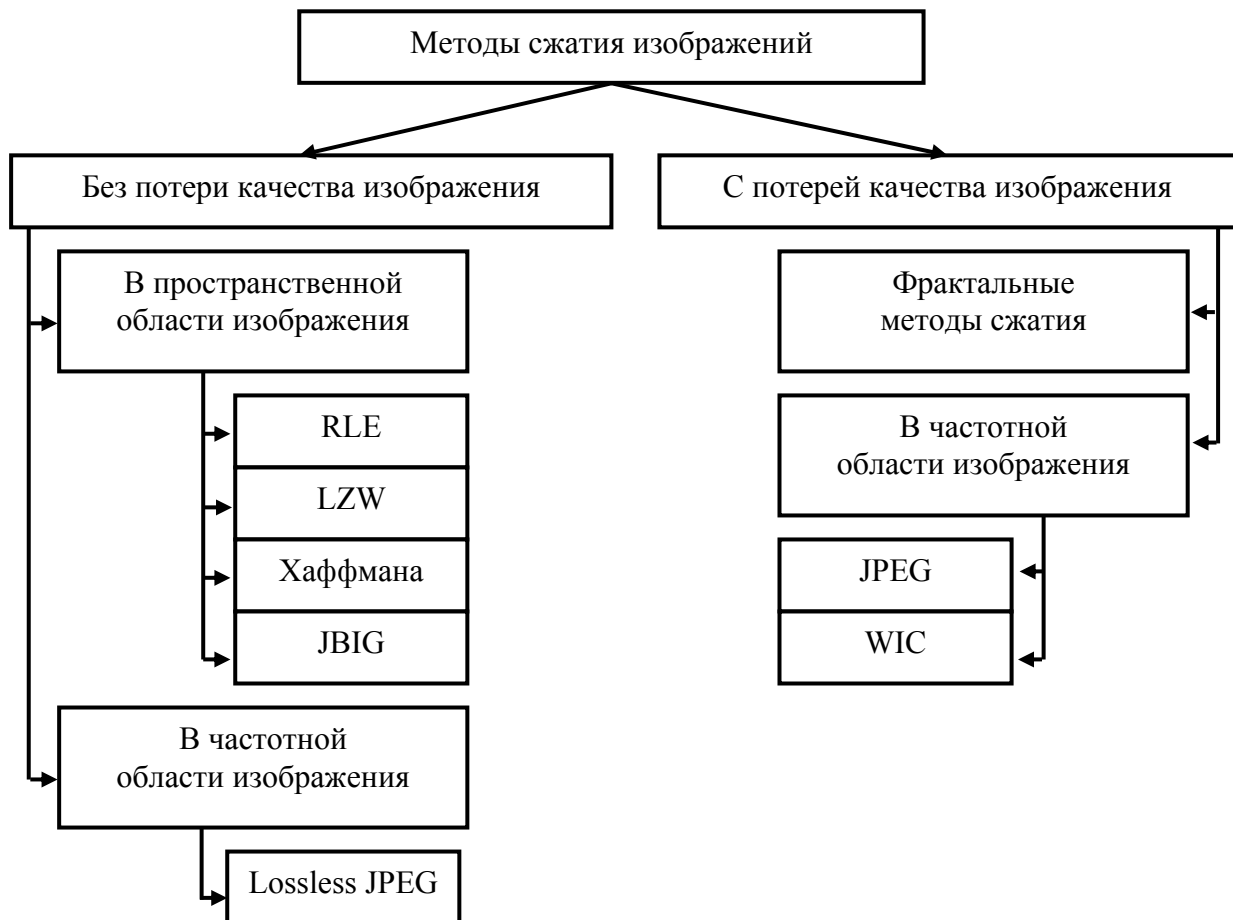 Методы сжатия изображений
Без потери качества изображения
В пространственной
области изображения
RLE
LZW
Хаффмана
JBIG
В частотной
области изображения
Lossless JPEG
С потерей качества изображения
Фрактальные
методы сжатия
В частотной
области изображения
JPEG
WIC